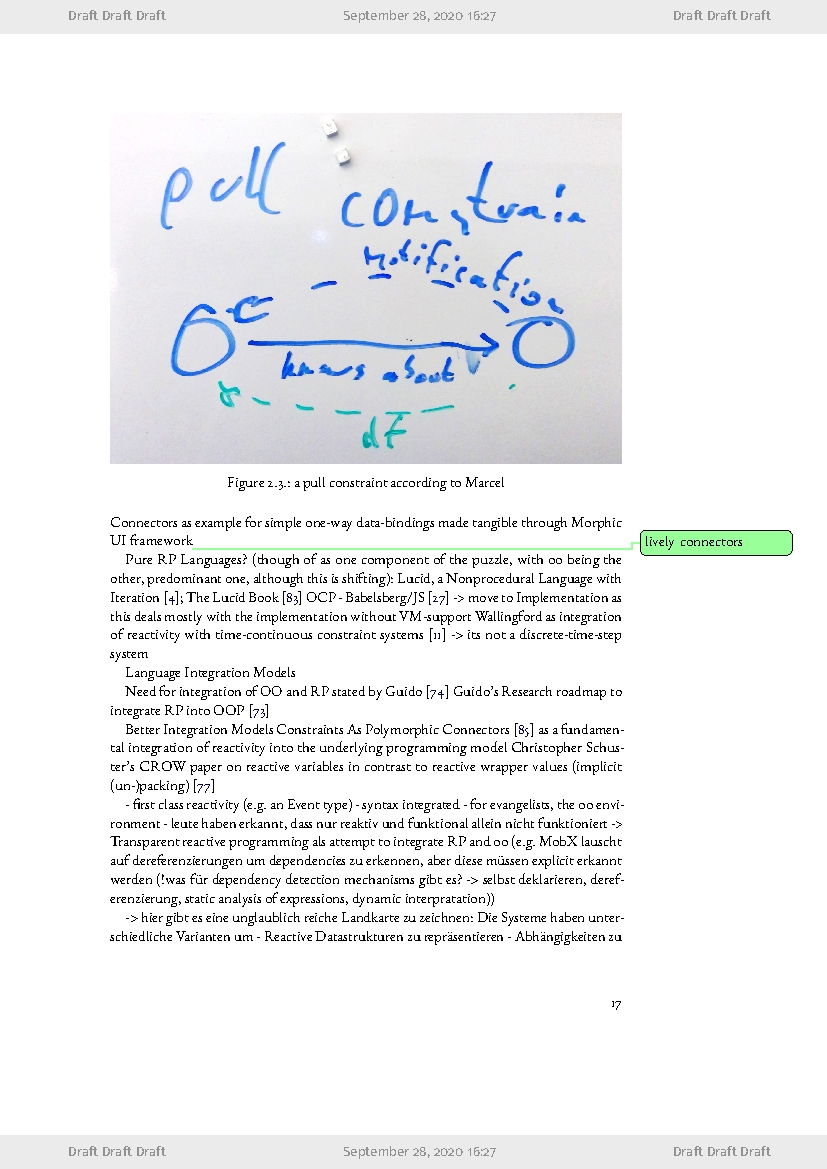 Draft Draft Draft September 28, 2020 16:27 Draft Draft Draft
pull
constrain
notification
knows about
dF
Figure 2.3.: a pull constraint according to Marcel
Connectors as example for simple one-way data-bindings made tangible through Morphic
UI framework
lively connectors
Pure RP Languages? (though of as one component of the puzzle, with oo being the
other, predominant one, although this is shifting): Lucid, a Nonprocedural Language with
Iteration [4]; The Lucid Book [83] OCP - Babelsberg/JS [27] -> move to Implementation as
this deals mostly with the implementation without VM-support Wallingford as integration
of reactivity with time-continuous constraint systems [11] -> its not a discrete-time-step
system
Language Integration Models
Need for integration of OO and RP stated by Guido [74] Guido's Research roadmap to
integrate RP into OOP [73]
Better Integration Models Constraints As Polymorphic Connectors [85] as a fundamen-
tal integration of reactivity into the underlying programming model Christopher Schus-
ter's CROW paper on reactive variables in contrast to reactive wrapper values (implicit
(un-)packing) [77]
- first class reactivity (e.g. an Event type) - syntax integrated - for evangelists, the oo envi-
ronment - leute haben erkannt, dass nur reaktiv und funktional allein nicht funktioniert ->
Transparent reactive programming als attempt to integrate RP and oo (e.g. MobX lauscht
auf dereferenzierungen um dependencies zu erkennen, aber diese müssen explicit erkannt
werden (!was für dependency detection mechanisms gibt es? -> selbst deklarieren, deref-
erenzierung, static analysis of expressions, dynamic interpratation))
-> hier gibt es eine unglaublich reiche Landkarte zu zeichnen: Die Systeme haben unter-
schiedliche Varianten um - Reactive Datastrukturen zu repräsentieren - Abhängigkeiten zu
17
Draft Draft Draft September 28, 2020 16:27 Draft Draft Draft